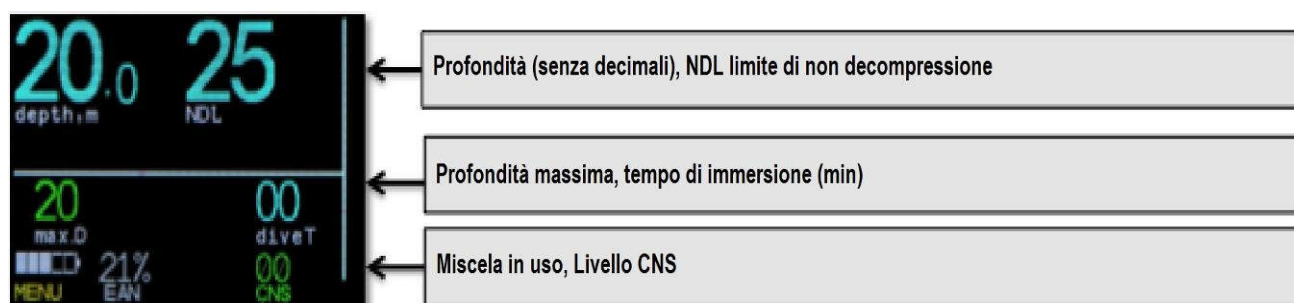 20.0 25
depth.m NDL
Profondità (senza decimali), NDL limite di non decompressione
20 00
max.D diveT
Profondità massima, tempo di immersione (min)
21% 00
MENU EAN CNS
Miscela in uso, Livello CNS